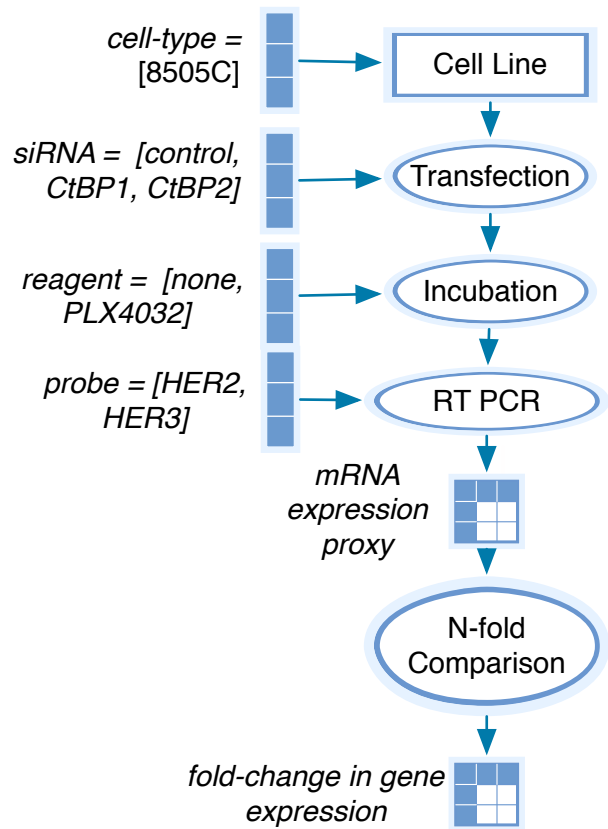 cell-type =
[8505C]
Cell Line
siRNA = [control,
CtBP1, CtBP2]
Transfection
reagent = [none,
PLX4032]
Incubation
probe = [HER2,
HER3]
RT PCR
mRNA
expression
proxy
N-fold
Comparison
fold-change in gene
expression